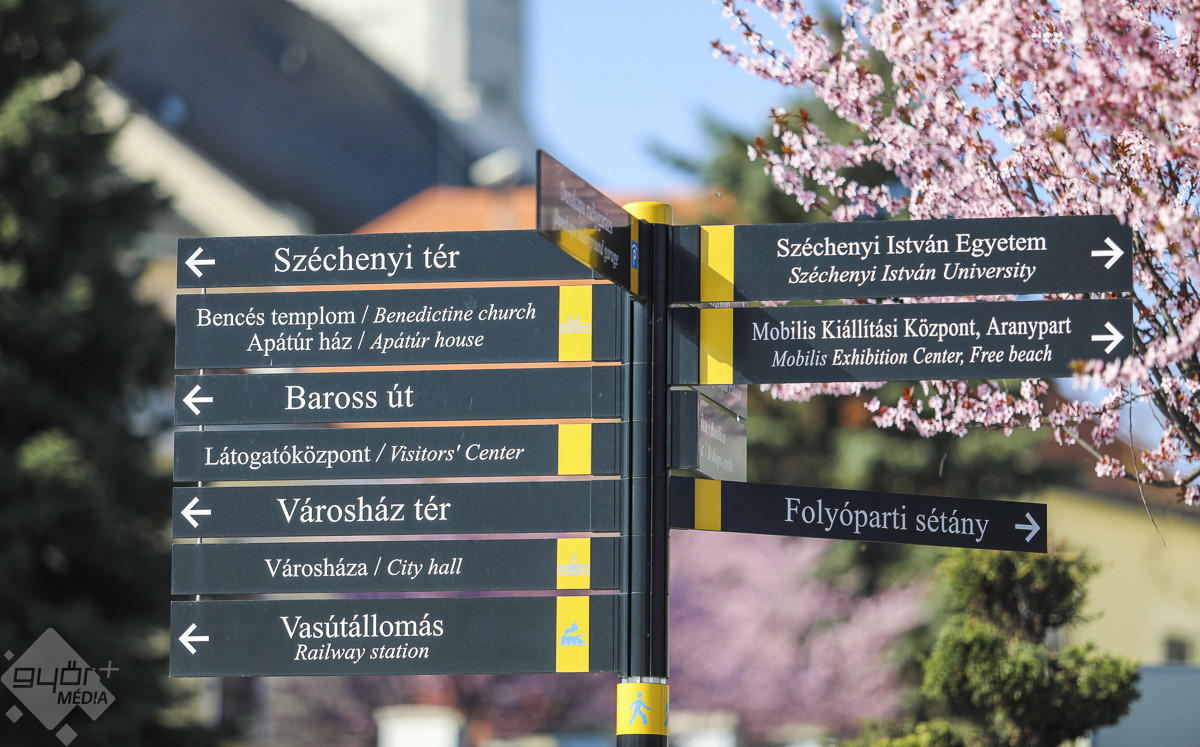 Széchenyi tér
Bencés templom / Benedictine church
Apátúr ház / Apátúr house
Baross út
Látogatóközpont / Visitors' Center
Városház tér
Városháza / City hall
Vasútállomás
Railway station
P
Széchenyi István Egyetem
Széchenyi István University
Mobilis Kiállítási Központ, Aranypart
Mobilis Exhibition Center, Free beach
Folyóparti sétány
győr+
MÉDIA